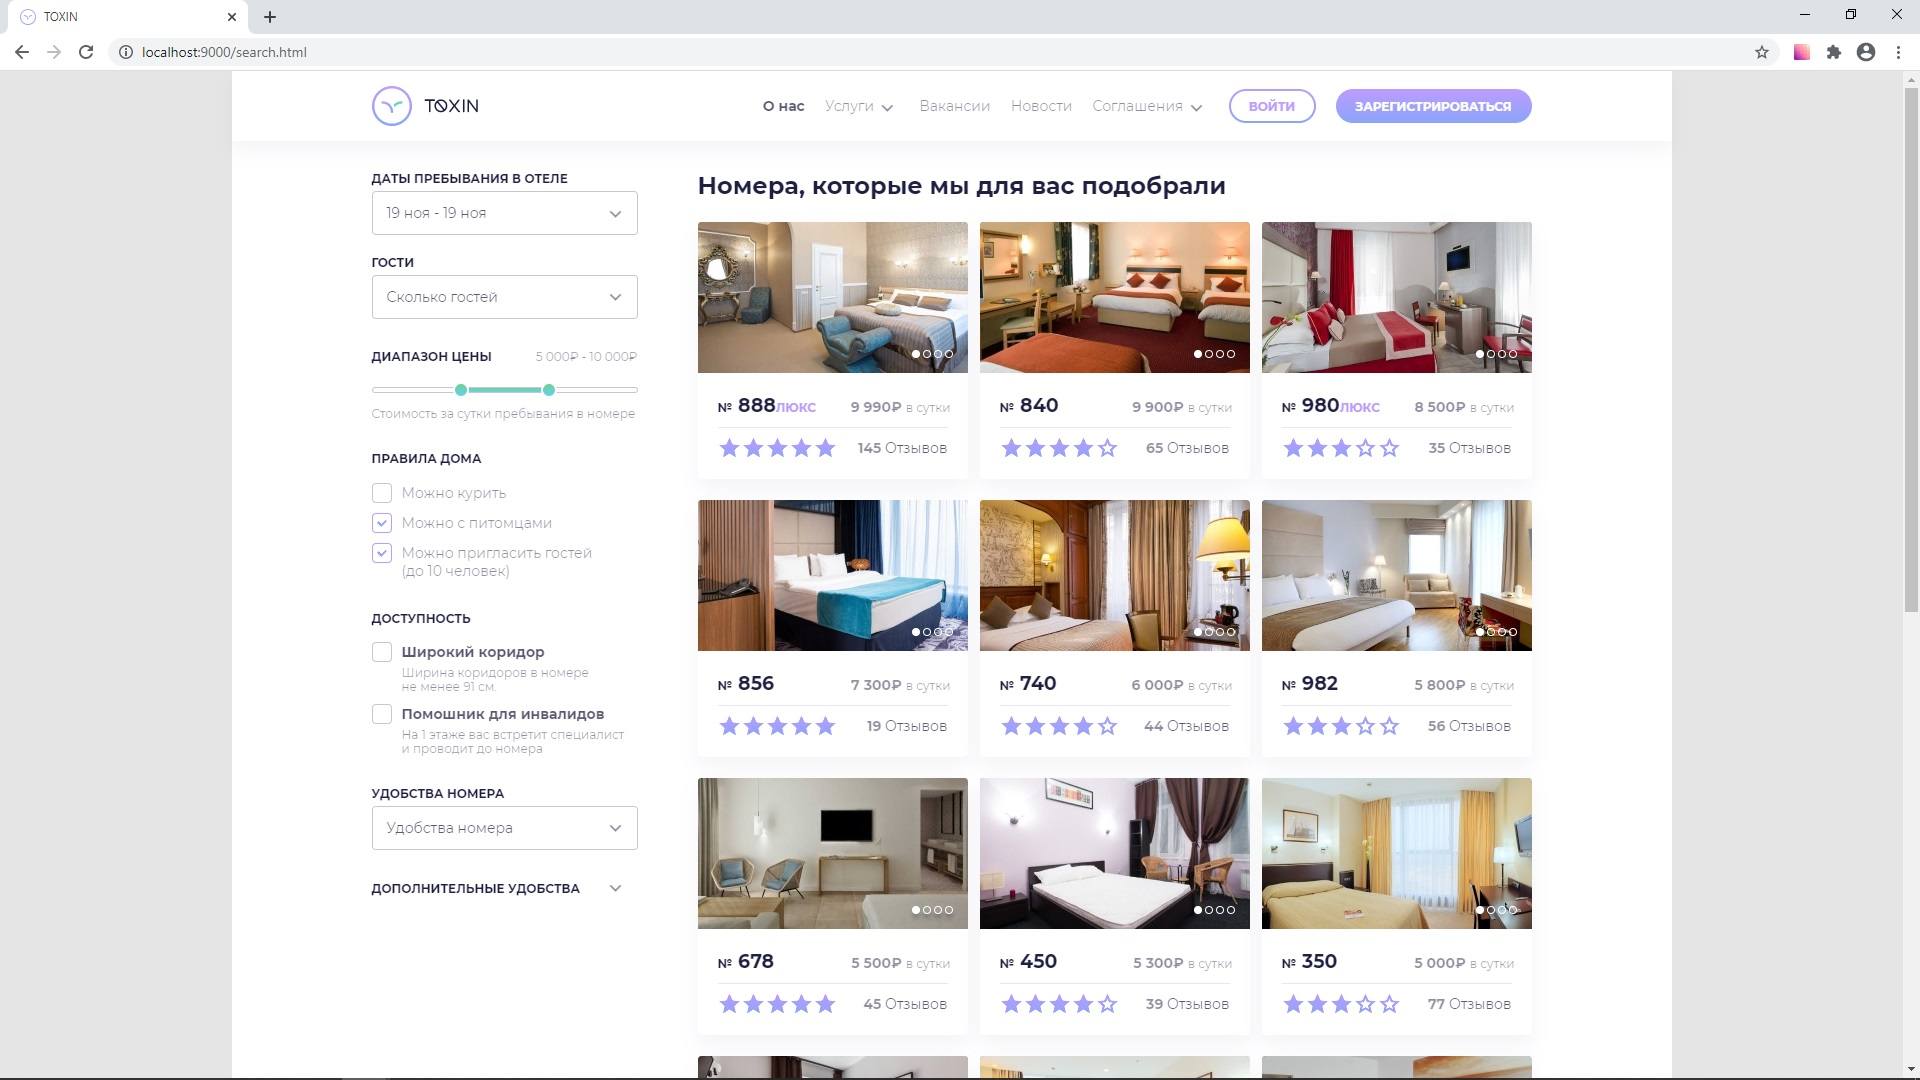 TOXIN
localhost:9000/search.html
TOXIN
О нас Услуги Вакансии Новости Соглашения ВОЙТИ ЗАРЕГИСТРИРОВАТЬСЯ
ДАТЫ ПРЕБЫВАНИЯ В ОТЕЛЕ
19 ноя - 19 ноя
ГОСТИ
Сколько гостей
ДИАПАЗОН ЦЕНЫ 5 000₽ - 10 000₽
Стоимость за сутки пребывания в номере
ПРАВИЛА ДОМА
Можно курить
Можно с питомцами
Можно пригласить гостей
(до 10 человек)
ДОСТУПНОСТЬ
Широкий коридор
Ширина коридоров в номере
не менее 91 см.
Помошник для инвалидов
На 1 этаже вас встретит специалист
и проводит до номера
УДОБСТВА НОМЕРА
Удобства номера
ДОПОЛНИТЕЛЬНЫЕ УДОБСТВА
Номера, которые мы для вас подобрали
№ 888ЛЮКС 9 990₽ в сутки
145 Отзывов
№ 840 9 900₽ в сутки
65 Отзывов
№ 980ЛЮКС 8 500₽ в сутки
35 Отзывов
№ 856 7 300₽ в сутки
19 Отзывов
№ 740 6 000₽ в сутки
44 Отзывов
№ 982 5 800₽ в сутки
56 Отзывов
№ 678 5 500₽ в сутки
45 Отзывов
№ 450 5 300₽ в сутки
39 Отзывов
№ 350 5 000₽ в сутки
77 Отзывов